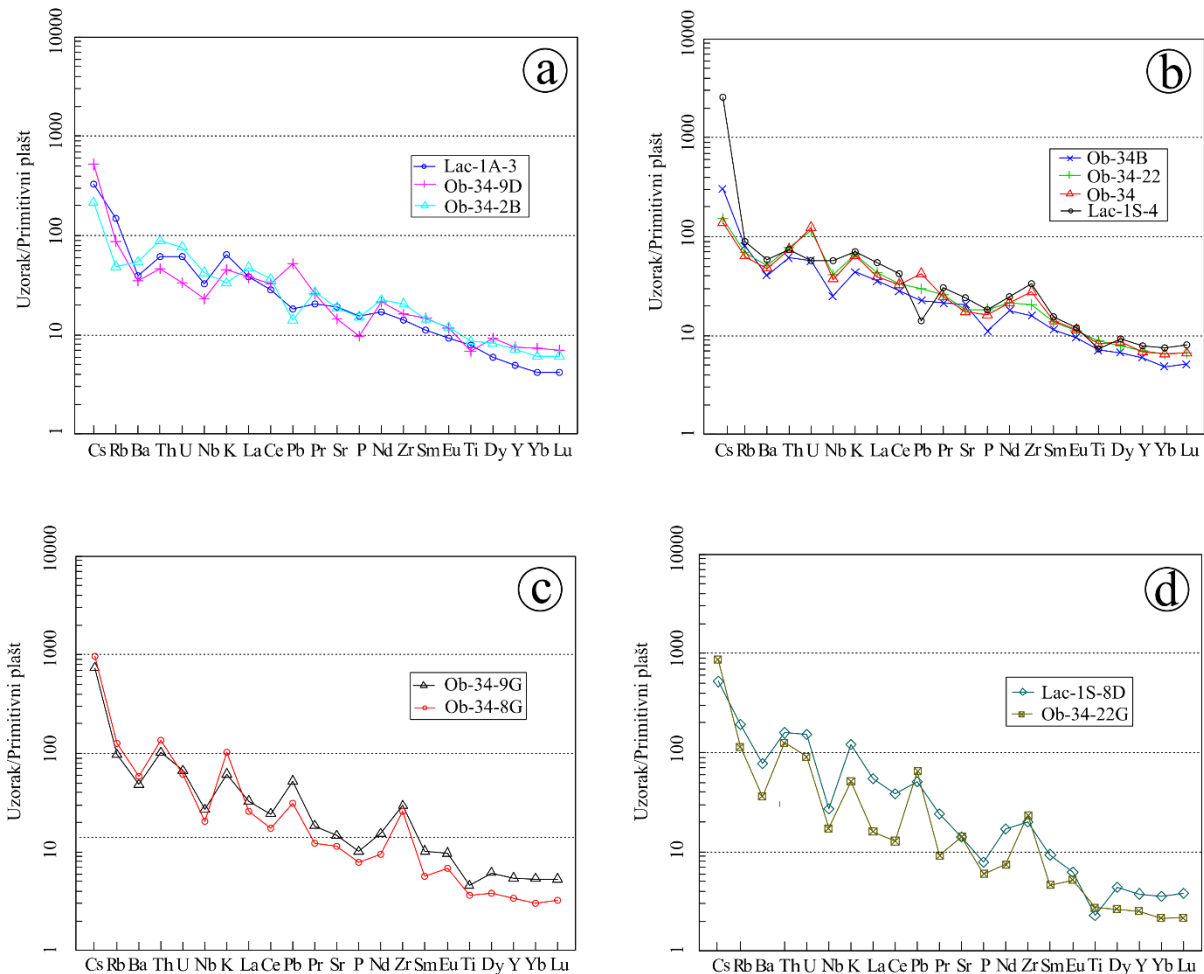 a
10000
1000
100
10
1
Uzorak/Primitivni plašt
Lac-1A-3
Ob-34-9D
Ob-34-2B
Cs Rb Ba Th U Nb K La Ce Pb Pr Sr P Nd Zr Sm Eu Ti Dy Y Yb Lu
b
10000
1000
100
10
1
Uzorak/Primitivni plašt
Ob-34B
Ob-34-22
Ob-34
Lac-1S-4
Cs Rb Ba Th U Nb K La Ce Pb Pr Sr P Nd Zr Sm Eu Ti Dy Y Yb Lu
c
10000
1000
100
10
1
Uzorak/Primitivni plašt
Ob-34-9G
Ob-34-8G
Cs Rb Ba Th U Nb K La Ce Pb Pr Sr P Nd Zr Sm Eu Ti Dy Y Yb Lu
d
10000
1000
100
10
1
Uzorak/Primitivni plašt
Lac-1S-8D
Ob-34-22G
Cs Rb Ba Th U Nb K La Ce Pb Pr Sr P Nd Zr Sm Eu Ti Dy Y Yb Lu